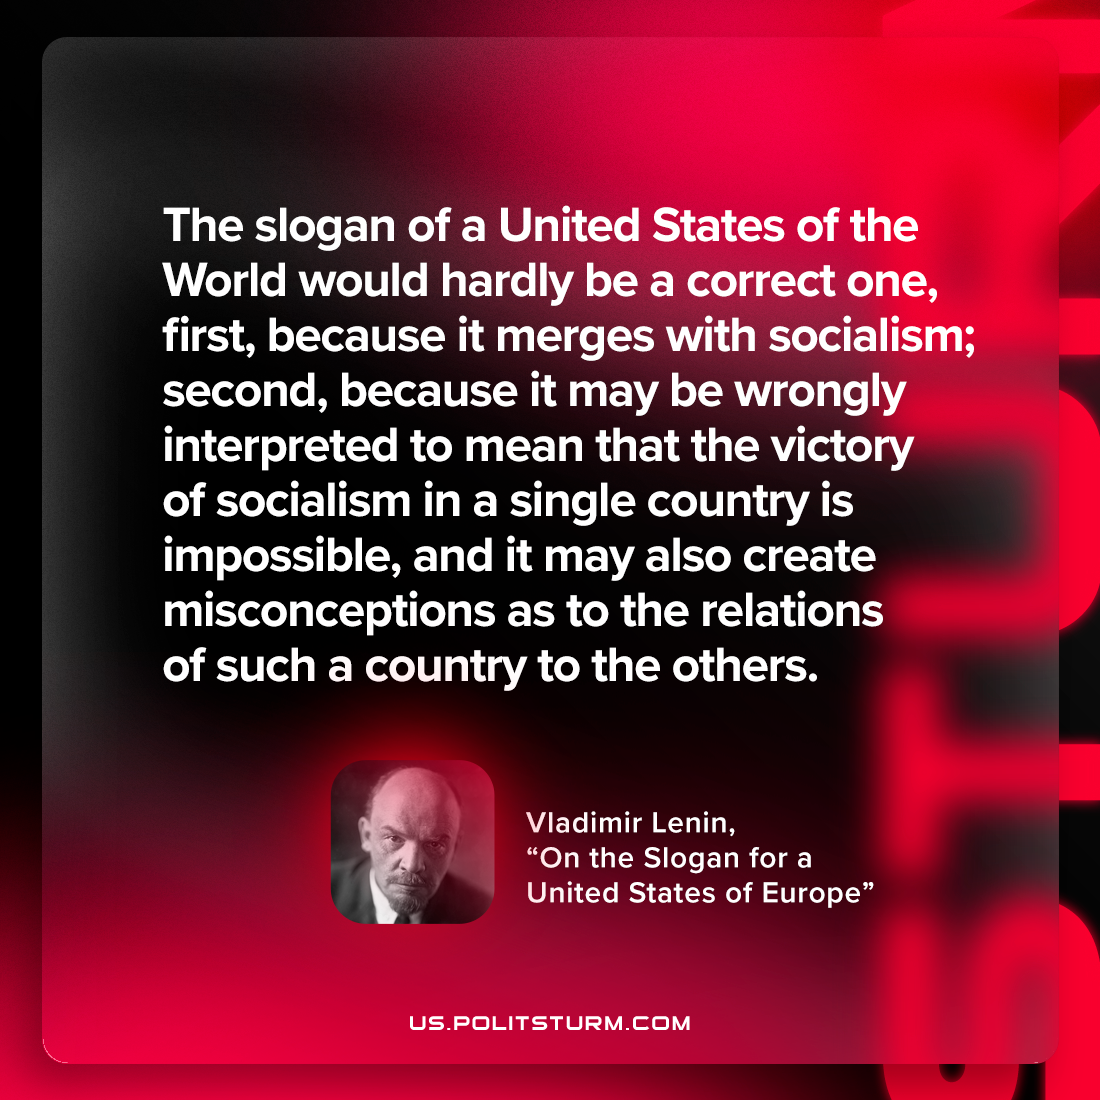 The slogan of a United States of the
World would hardly be a correct one,
first, because it merges with socialism;
second, because it may be wrongly
interpreted to mean that the victory
of socialism in a single country is
impossible, and it may also create
misconceptions as to the relations
of such a country to the others.
Vladimir Lenin,
“On the Slogan for a
United States of Europe”
US.POLITSTURM.COM